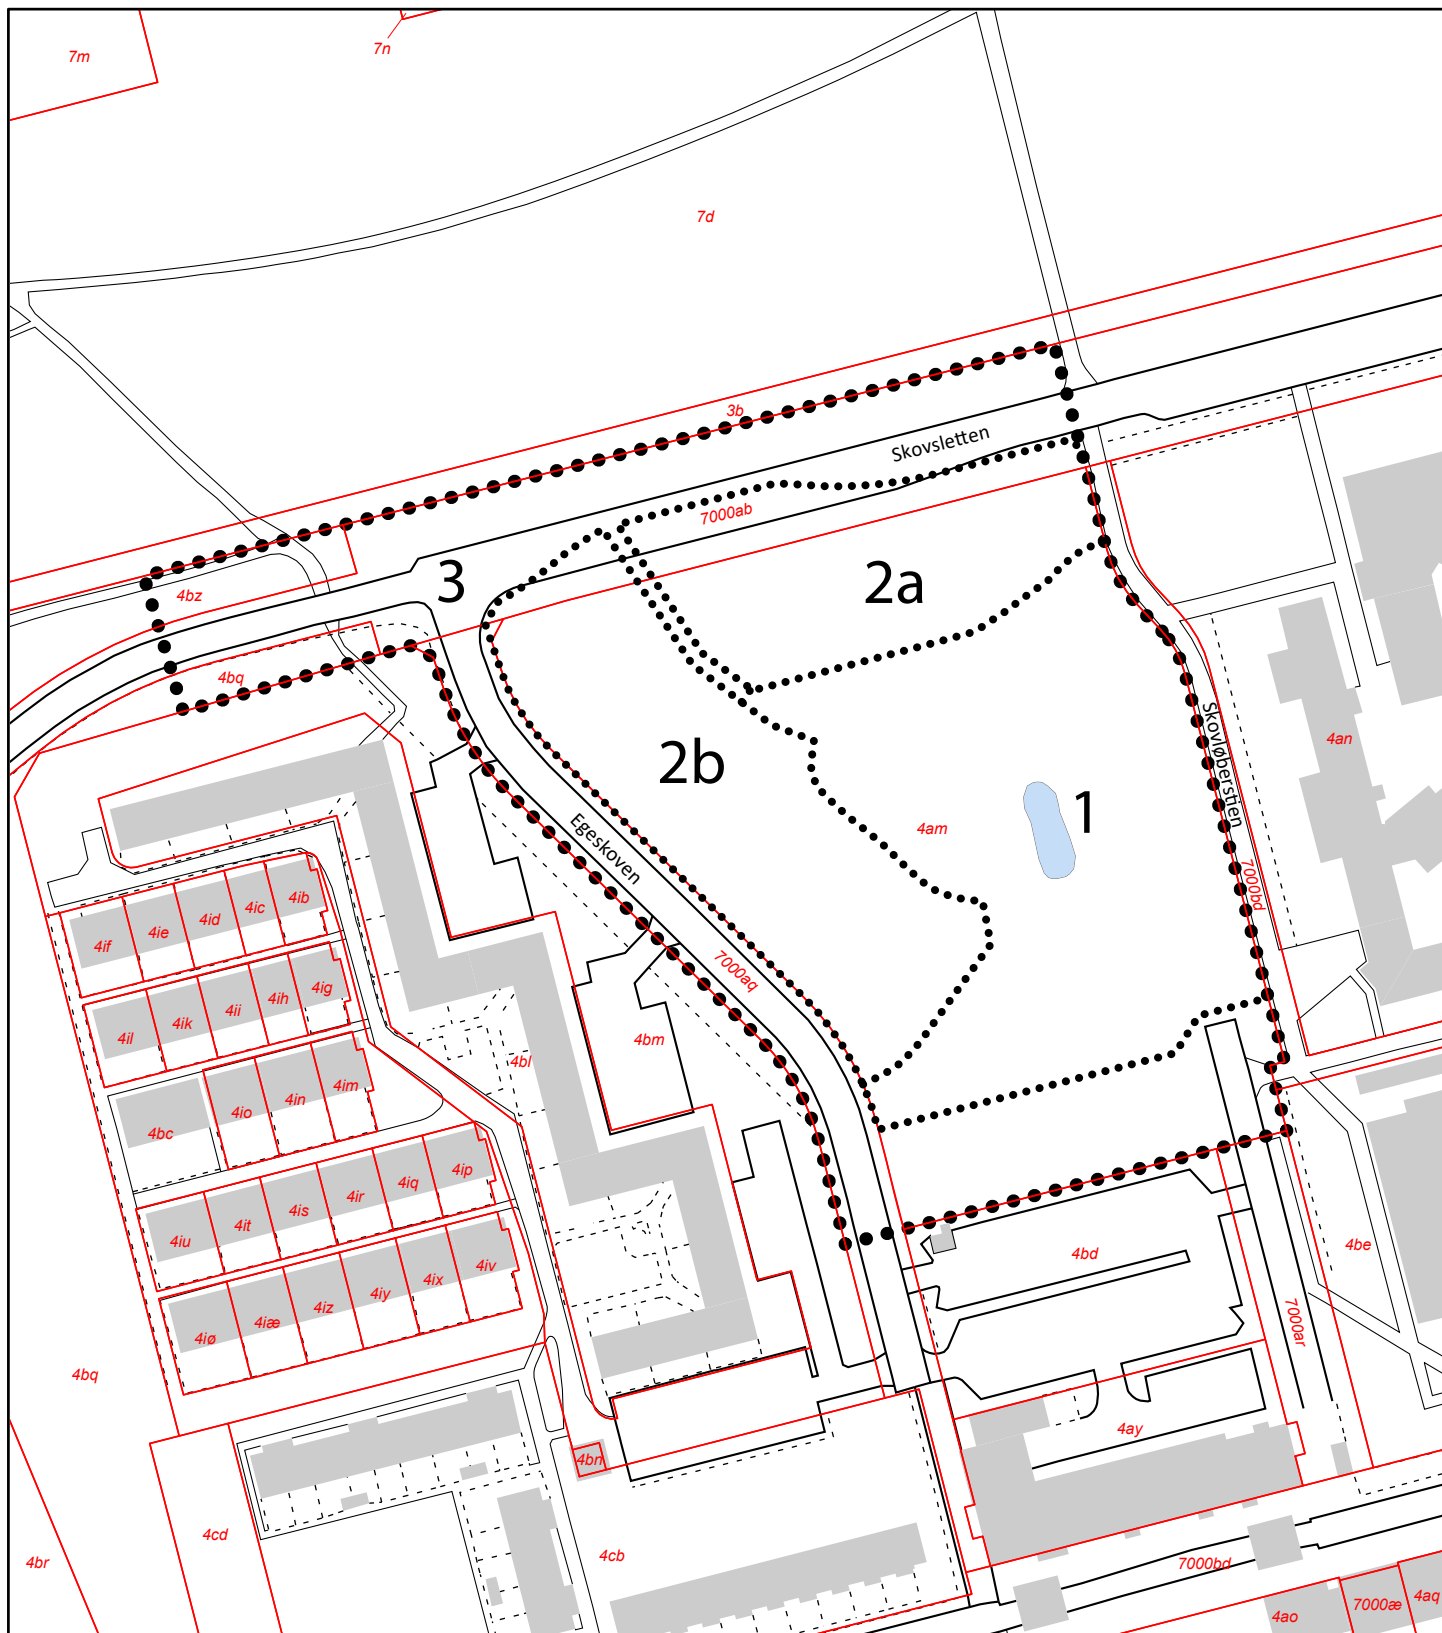 7m
7n
7d
3b
Skovsletten
7000ab
3
2a
4bz
4bq
2b
Egeskoven
1
4am
Skovløberstien
4an
7000bd
4if
4ie
4id
4ic
4ib
4il
4ik
4ii
4ih
4ig
7000aq
4bm
4bl
4bc
4io
4in
4im
4iu
4it
4is
4ir
4iq
4ip
4iø
4iæ
4iz
4iy
4ix
4iv
4bd
4be
7000ar
4bq
4ay
4bn
4cd
4br
4cb
7000bd
4ao
7000æ
4aq